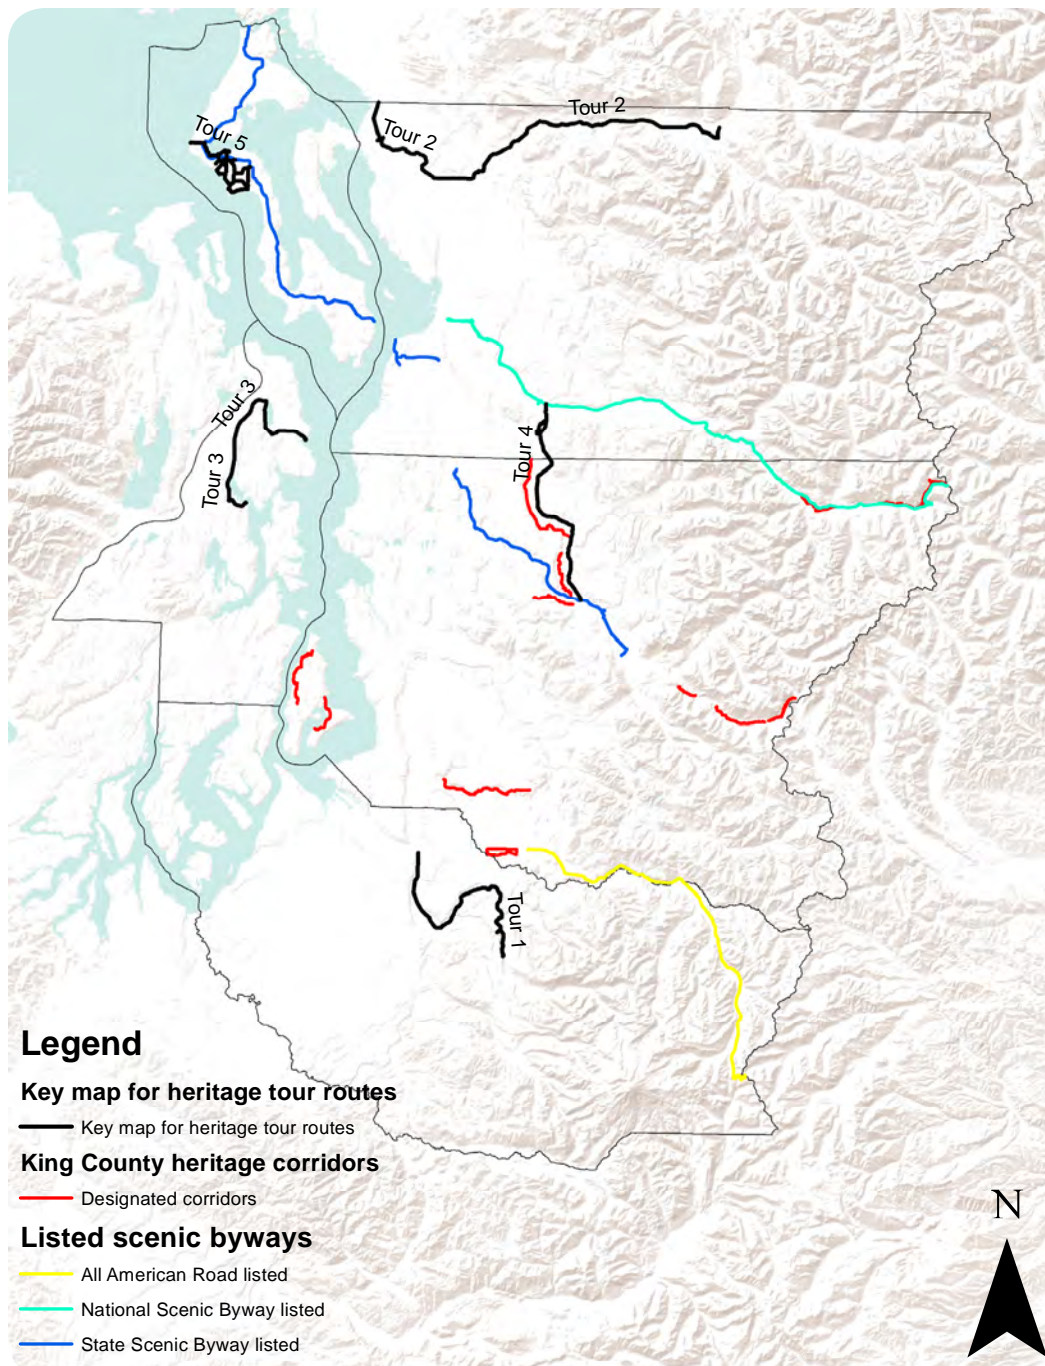 Tour 2
Tour 2
Tour 5
Tour 3
Tour 3
Tour 4
Tour 1
Legend
Key map for heritage tour routes
Key map for heritage tour routes
King County heritage corridors
Designated corridors
Listed scenic byways
All American Road listed
National Scenic Byway listed
State Scenic Byway listed
N